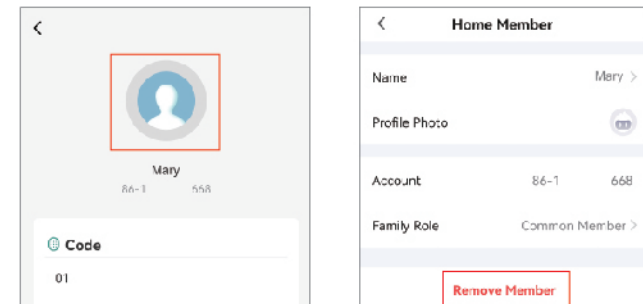 Mary
86-1 668
Code
01
Home Member
Name Mary >
Profile Photo
Account 86-1 668
Family Role Common Member >
Remove Member